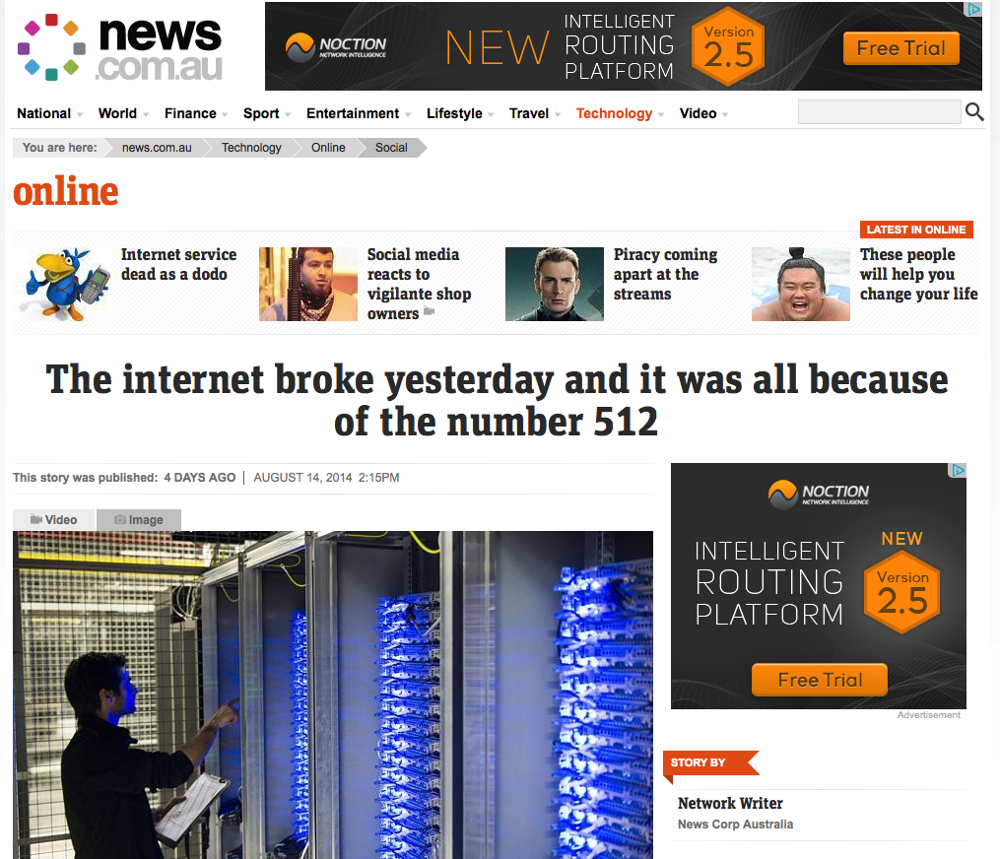 news
.com.au
NOCTION
NETWORK INTELLIGENCE
NEW
INTELLIGENT
ROUTING
PLATFORM
Version
2.5
Free Trial
National
World
Finance
Sport
Entertainment
Lifestyle
Travel
Technology
Video
You are here:
news.com.au
Technology
Online
Social
online
LATEST IN ONLINE
Internet service
dead as a dodo
Social media
reacts to
vigilante shop
owners
Piracy coming
apart at the
streams
These people
will help you
change your life
The internet broke yesterday and it was all because
of the number 512
This story was published: 4 DAYS AGO | AUGUST 14, 2014 2:15PM
Video
Image
NOCTION
NETWORK INTELLIGENCE
INTELLIGENT
ROUTING
PLATFORM
NEW
Version
2.5
Free Trial
Advertisement
STORY BY
Network Writer
News Corp Australia